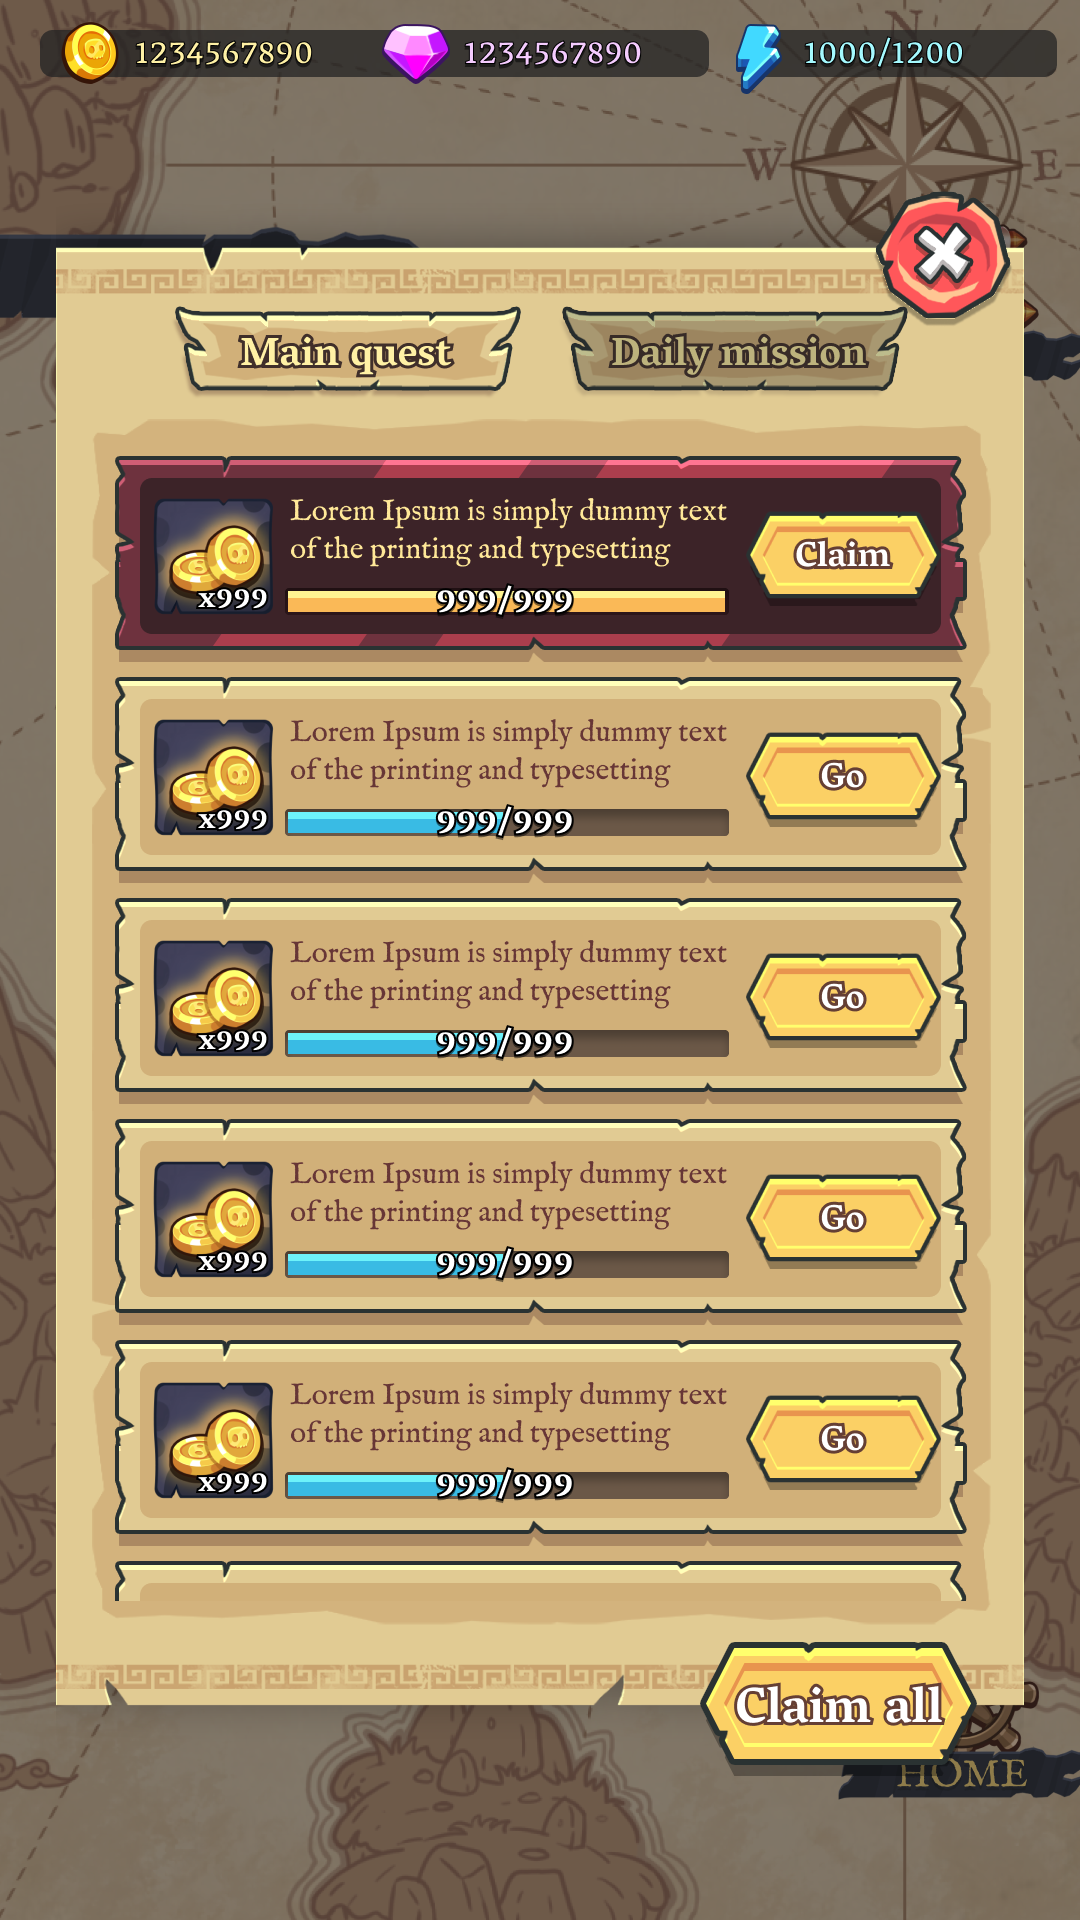 1234567890 1234567890 1000/1200
N
W E
Main quest Daily mission
Lorem Ipsum is simply dummy text
of the printing and typesetting
Claim
x999 999/999
Lorem Ipsum is simply dummy text
of the printing and typesetting
Go
x999 999/999
Lorem Ipsum is simply dummy text
of the printing and typesetting
Go
x999 999/999
Lorem Ipsum is simply dummy text
of the printing and typesetting
Go
x999 999/999
Lorem Ipsum is simply dummy text
of the printing and typesetting
Go
x999 999/999
Claim all
HOME